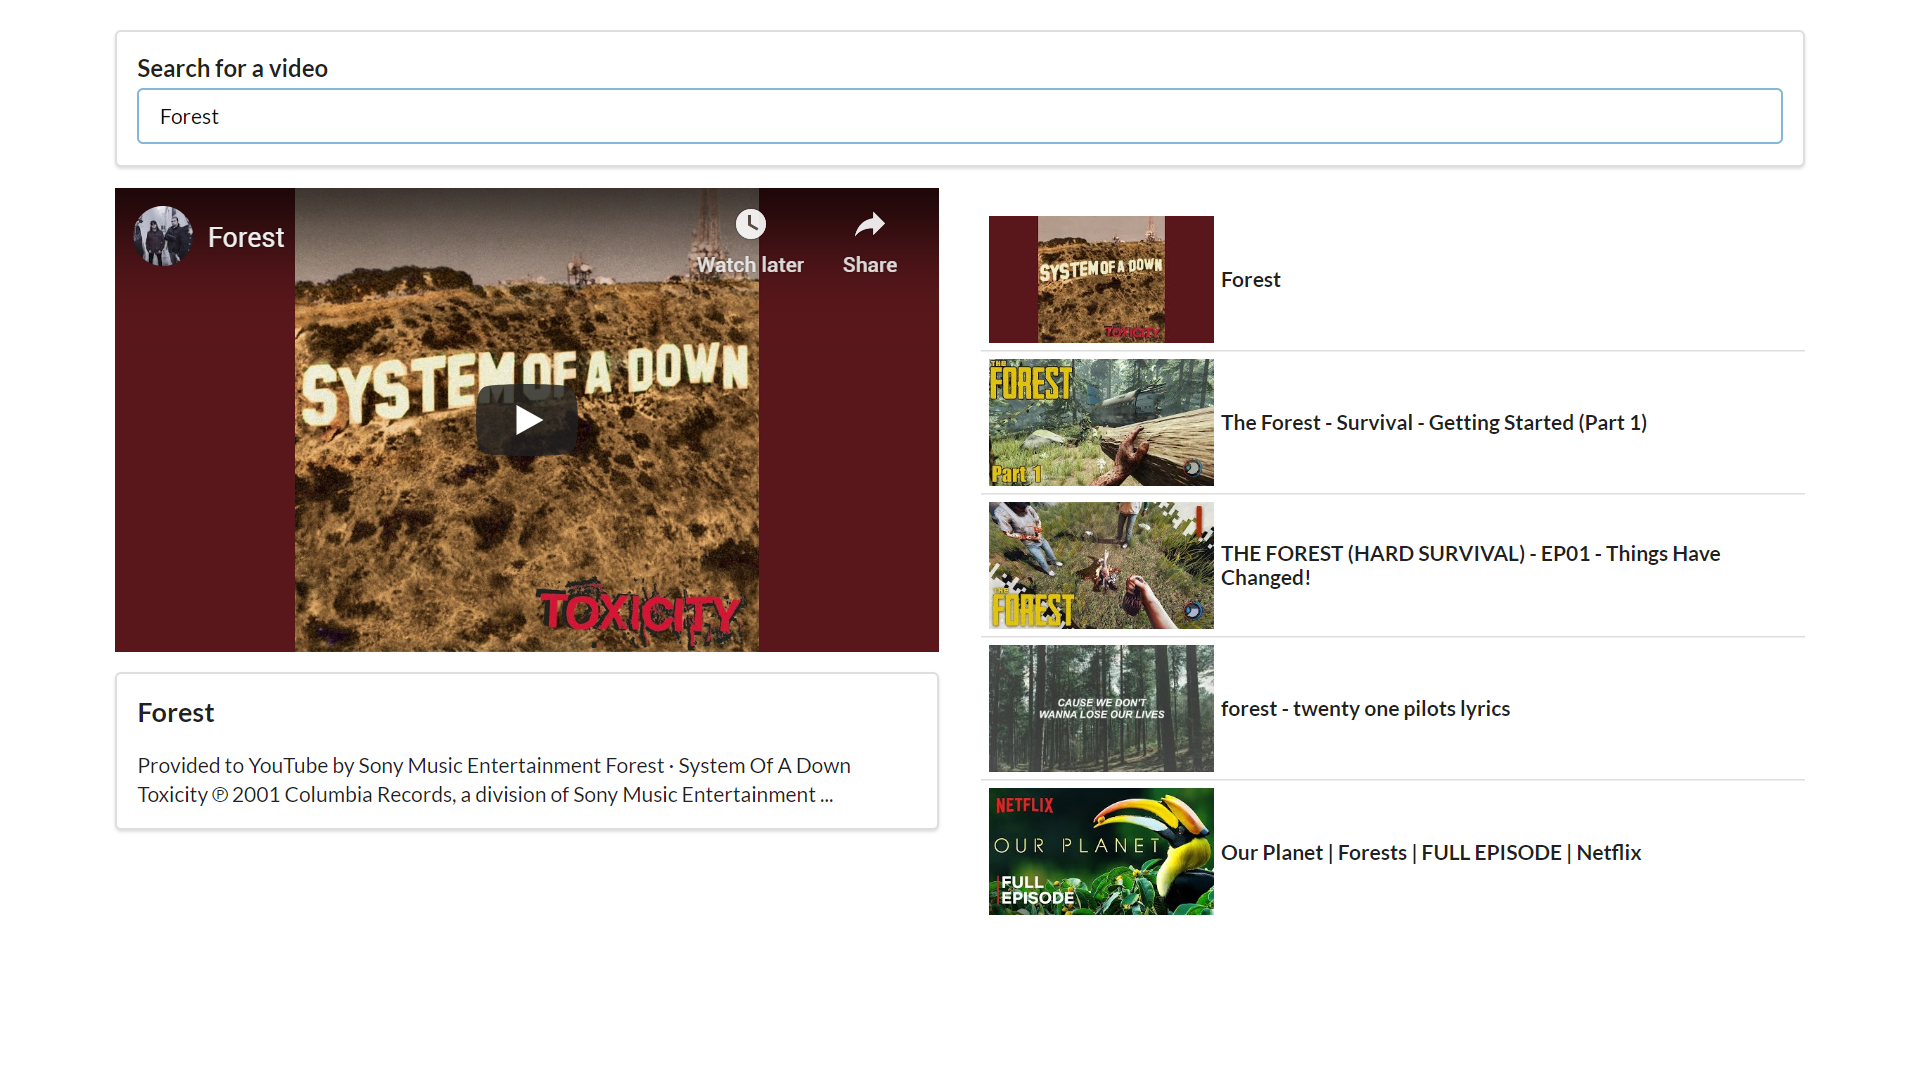 Search for a video
Forest
Forest
Watch later
Share
SYSTEM OF A DOWN
TOXICITY
Forest
Provided to YouTube by Sony Music Entertainment Forest · System Of A Down
Toxicity ℗ 2001 Columbia Records, a division of Sony Music Entertainment ...
SYSTEM OF A DOWN
TOXICITY
Forest
THE
FOREST
Part 1
The Forest - Survival - Getting Started (Part 1)
THE
FOREST
THE FOREST (HARD SURVIVAL) - EP01 - Things Have
Changed!
CAUSE WE DON'T
WANNA LOSE OUR LIVES
forest - twenty one pilots lyrics
NETFLIX
OUR PLANET
FULL
EPISODE
Our Planet | Forests | FULL EPISODE | Netflix